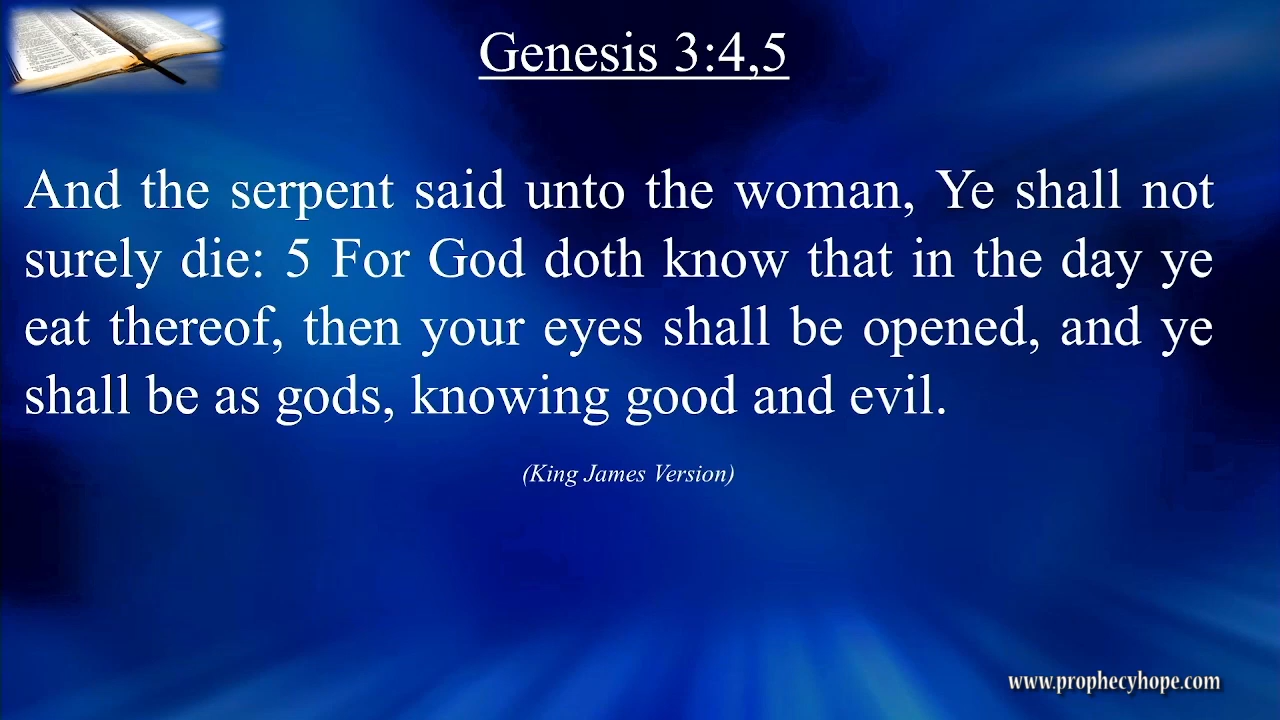 Genesis 3:4,5
And the serpent said unto the woman, Ye shall not
surely die: 5 For God doth know that in the day ye
eat thereof, then your eyes shall be opened, and ye
shall be as gods, knowing good and evil.
(King James Version)
www.prophecyhope.com